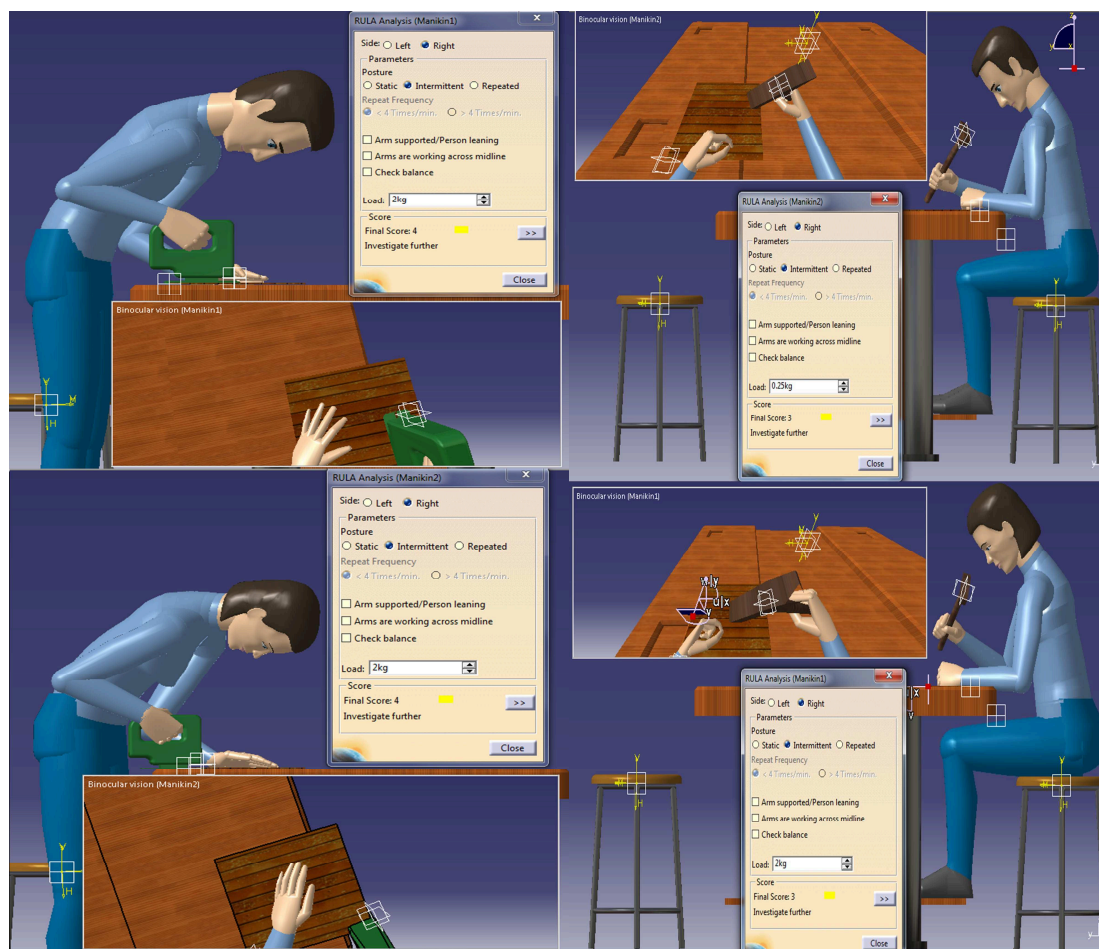 RULA Analysis (Manikin1)
x
Side: Left Right
Parameters
Posture
Static Intermittent Repeated
Repeat Frequency
< 4 Times/min. > 4 Times/min.
Arm supported/Person leaning
Arms are working across midline
Check balance
Load: 2kg
Score
Final Score: 4 >>
Investigate further
Close
Binocular vision (Manikin1)
Y
M
H
Binocular vision (Manikin2)
z
y
x
RULA Analysis (Manikin2)
x
Side: Left Right
Parameters
Posture
Static Intermittent Repeated
Repeat Frequency
< 4 Times/min. > 4 Times/min.
Arm supported/Person leaning
Arms are working across midline
Check balance
Load: 0.25kg
Score
Final Score: 3 >>
Investigate further
Close
H
H
RULA Analysis (Manikin2)
x
Side: Left Right
Parameters
Posture
Static Intermittent Repeated
Repeat Frequency
< 4 Times/min. > 4 Times/min.
Arm supported/Person leaning
Arms are working across midline
Check balance
Load: 2kg
Score
Final Score: 4 >>
Investigate further
Close
Binocular vision (Manikin2)
Y
H
Binocular vision (Manikin1)
RULA Analysis (Manikin1)
x
Side: Left Right
Parameters
Posture
Static Intermittent Repeated
Repeat Frequency
< 4 Times/min. > 4 Times/min.
Arm supported/Person leaning
Arms are working across midline
Check balance
Load: 2kg
Score
Final Score: 3 >>
Investigate further
Close
H
H